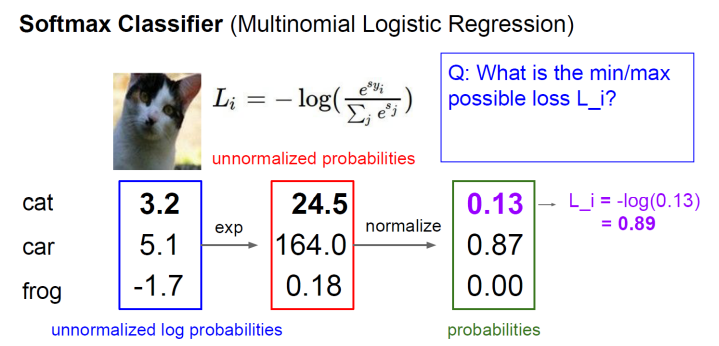 Softmax Classifier (Multinomial Logistic Regression)
Q: What is the min/max
possible loss L_i?
L_i = − log(e^{s_{y_i}} / ∑_j e^{s_j})
unnormalized probabilities
cat 3.2 24.5 0.13 L_i = -log(0.13)
= 0.89
exp normalize
car 5.1 164.0 0.87
frog -1.7 0.18 0.00
unnormalized log probabilities probabilities